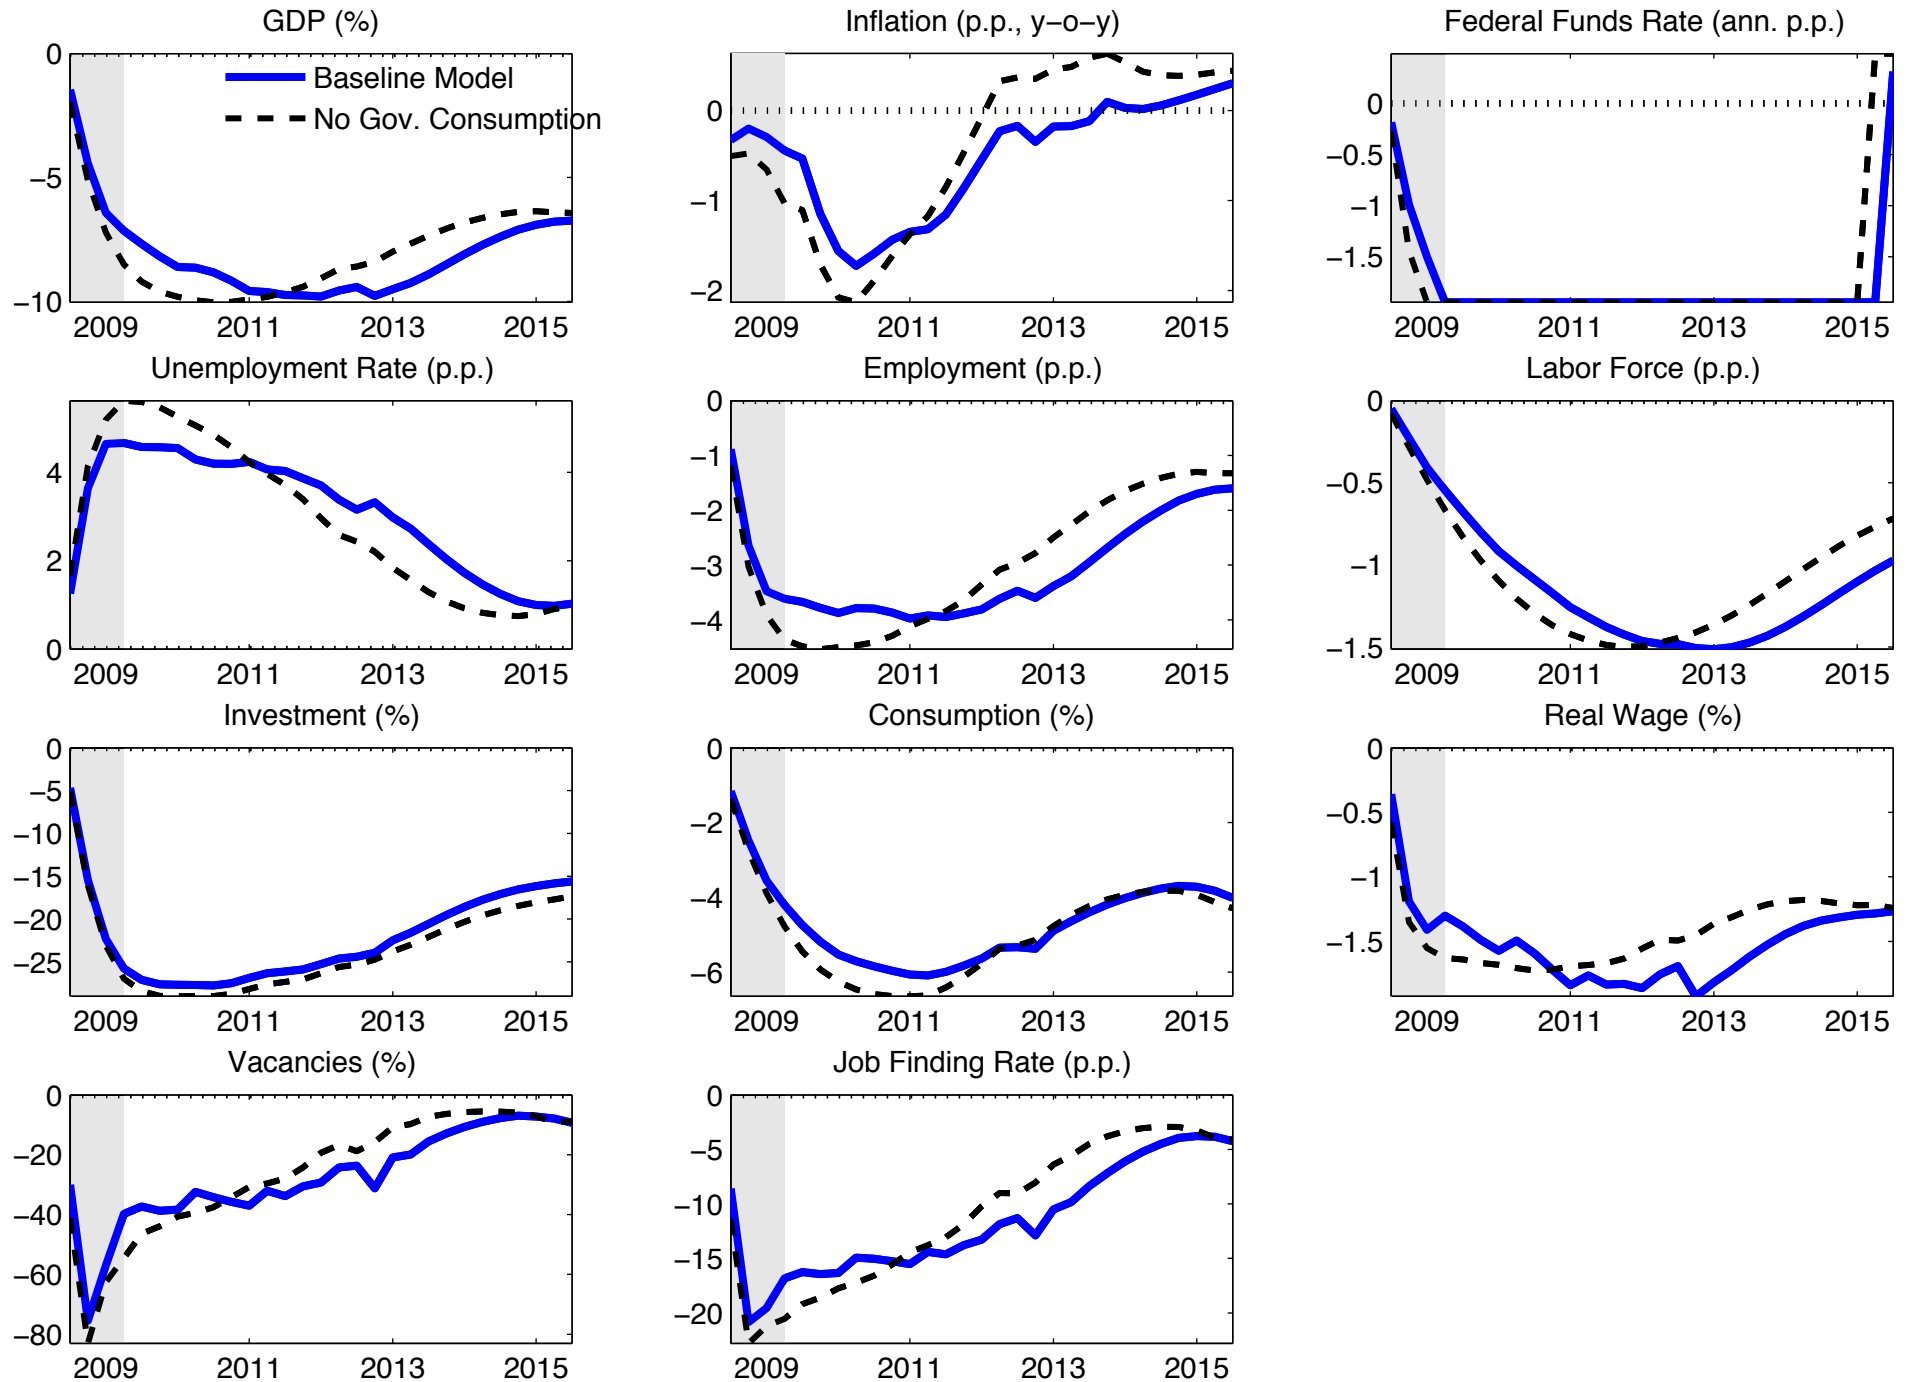 GDP (%)
Inflation (p.p., y−o−y)
Federal Funds Rate (ann. p.p.)
0
−5
−10
Baseline Model
No Gov. Consumption
2009 2011 2013 2015
0
−1
−2
2009 2011 2013 2015
0
−0.5
−1
−1.5
2009 2011 2013 2015
Unemployment Rate (p.p.)
Employment (p.p.)
Labor Force (p.p.)
4
2
0
2009 2011 2013 2015
0
−1
−2
−3
−4
2009 2011 2013 2015
0
−0.5
−1
−1.5
2009 2011 2013 2015
Investment (%)
Consumption (%)
Real Wage (%)
0
−5
−10
−15
−20
−25
2009 2011 2013 2015
0
−2
−4
−6
2009 2011 2013 2015
0
−0.5
−1
−1.5
2009 2011 2013 2015
Vacancies (%)
Job Finding Rate (p.p.)
0
−20
−40
−60
−80
2009 2011 2013 2015
0
−5
−10
−15
−20
2009 2011 2013 2015